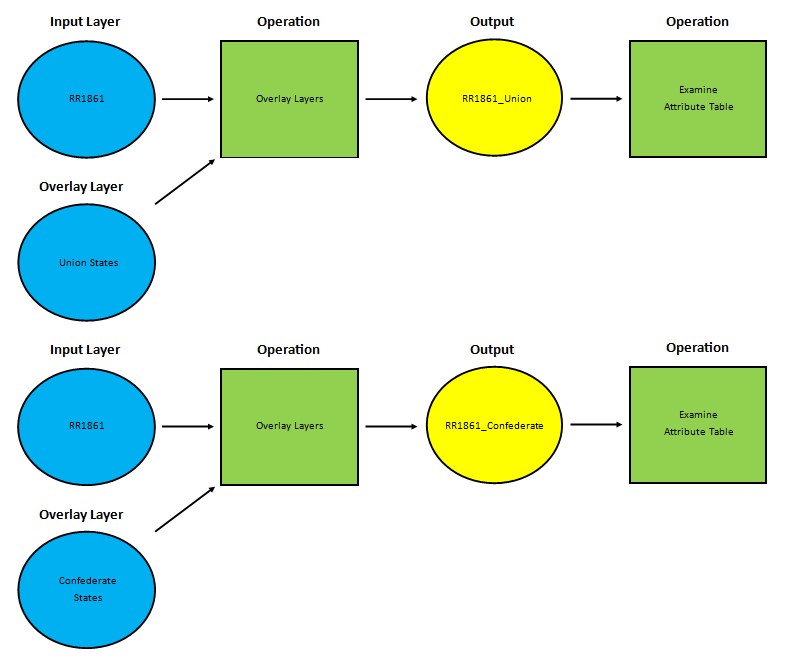 Input Layer
Operation
Output
Operation
RR1861
Overlay Layers
RR1861_Union
Examine
Attribute Table
Overlay Layer
Union States
Input Layer
Operation
Output
Operation
RR1861
Overlay Layers
RR1861_Confederate
Examine
Attribute Table
Overlay Layer
Confederate
States